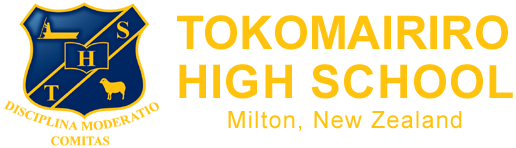 S
H
T
DISCIPLINA MODERATIO
COMITAS
TOKOMAIRIRO
HIGH SCHOOL
Milton, New Zealand